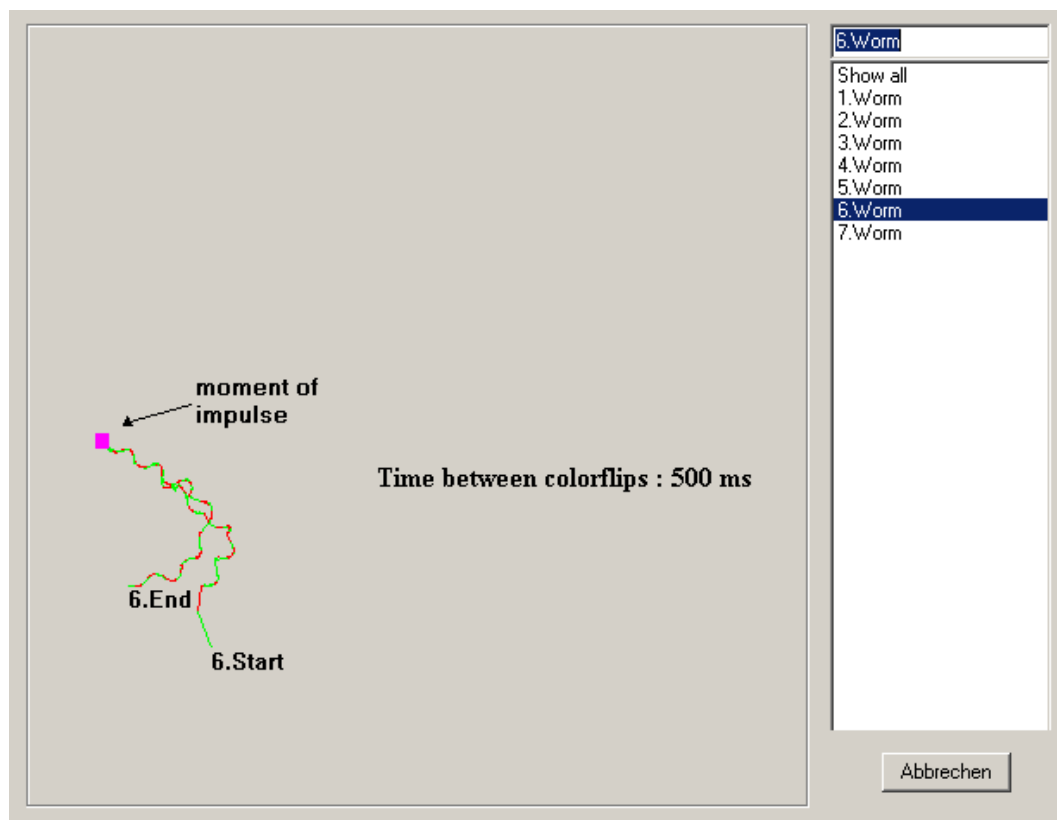 6.Worm
Show all
1.Worm
2.Worm
3.Worm
4.Worm
5.Worm
6.Worm
7.Worm
moment of
impulse
Time between colorflips : 500 ms
6.End
6.Start
Abbrechen